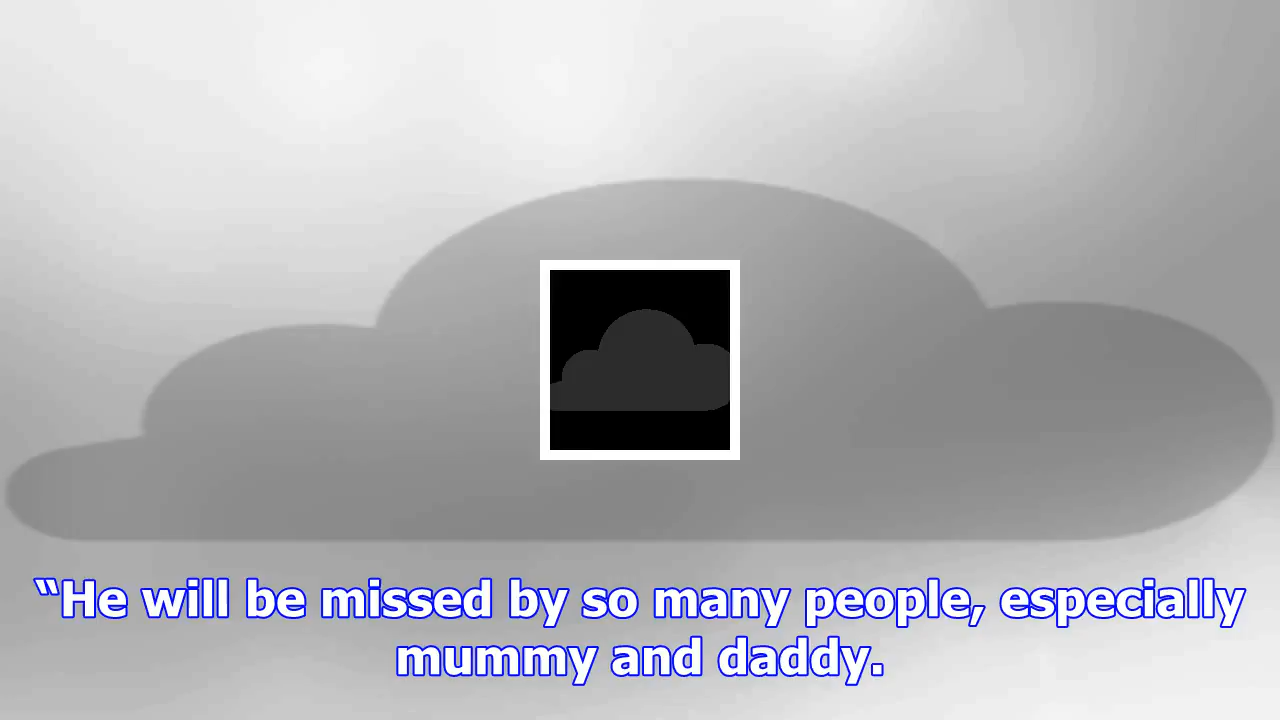 “He will be missed by so many people, especially
mummy and daddy.